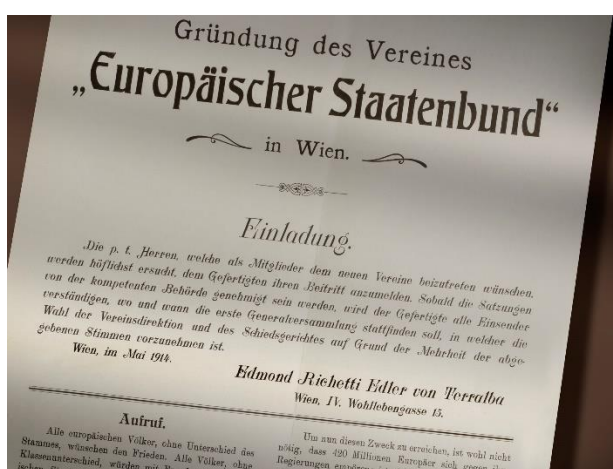 Gründung des Vereines
„Europäischer Staatenbund“
in Wien.
Einladung.
Die p. t. Herren, welche als Mitglieder dem neuen Vereine beizutreten wünschen,
werden höflichst ersucht, dem Gefertigten ihren Beitritt anzumelden. Sobald die Satzungen
von der kompetenten Behörde genehmigt sein werden, wird der Gefertigte alle Einsender
verständigen, wo und wann die erste Generalversammlung stattfinden soll, in welcher die
Wahl der Vereinsdirektion und des Schiedsgerichtes auf Grund der Mehrheit der abge-
gebenen Stimmen vorzunehmen ist.
Wien, im Mai 1914.
Edmond Richetti Edler von Terralba
Wien, IV. Wohllebengasse 15.
Aufruf.
Alle europäischen Völker, ohne Unterschied des
Stammes, wünschen den Frieden. Alle Völker, ohne
Klassenunterschied, würden mit
Um nun diesen Zweck zu erreichen, ist wohl nicht
nötig, dass 420 Millionen Europäer sich gegen ihre
Regierungen